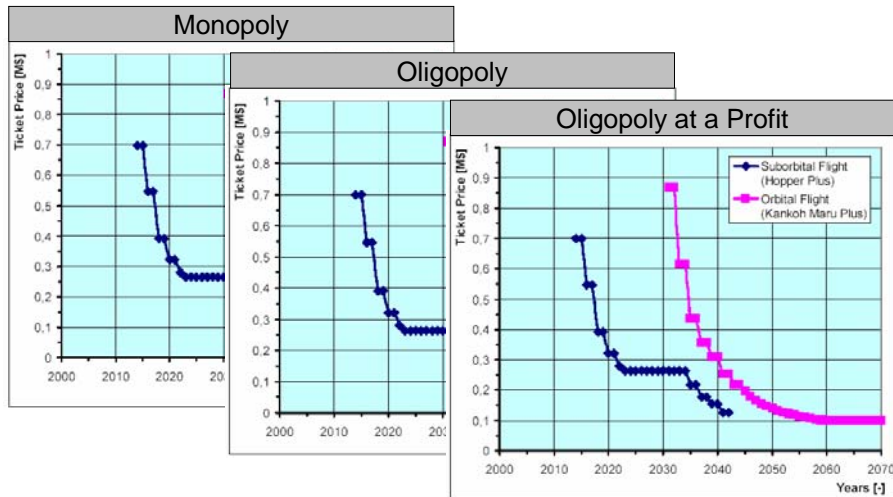 Monopoly
Ticket Price [M$]
1
0,9
0,8
0,7
0,6
0,5
0,4
0,3
0,2
0,1
0
2000 2010 2020
Oligopoly
Ticket Price [M$]
1
0,9
0,8
0,7
0,6
0,5
0,4
0,3
0,2
0,1
0
2000 2010 2020
Oligopoly at a Profit
Ticket Price [M$]
1
0,9
0,8
0,7
0,6
0,5
0,4
0,3
0,2
0,1
0
Suborbital Flight
(Hopper Plus)
Orbital Flight
(Kankoh Maru Plus)
2000 2010 2020 2030 2040 2050 2060 2070
Years [-]